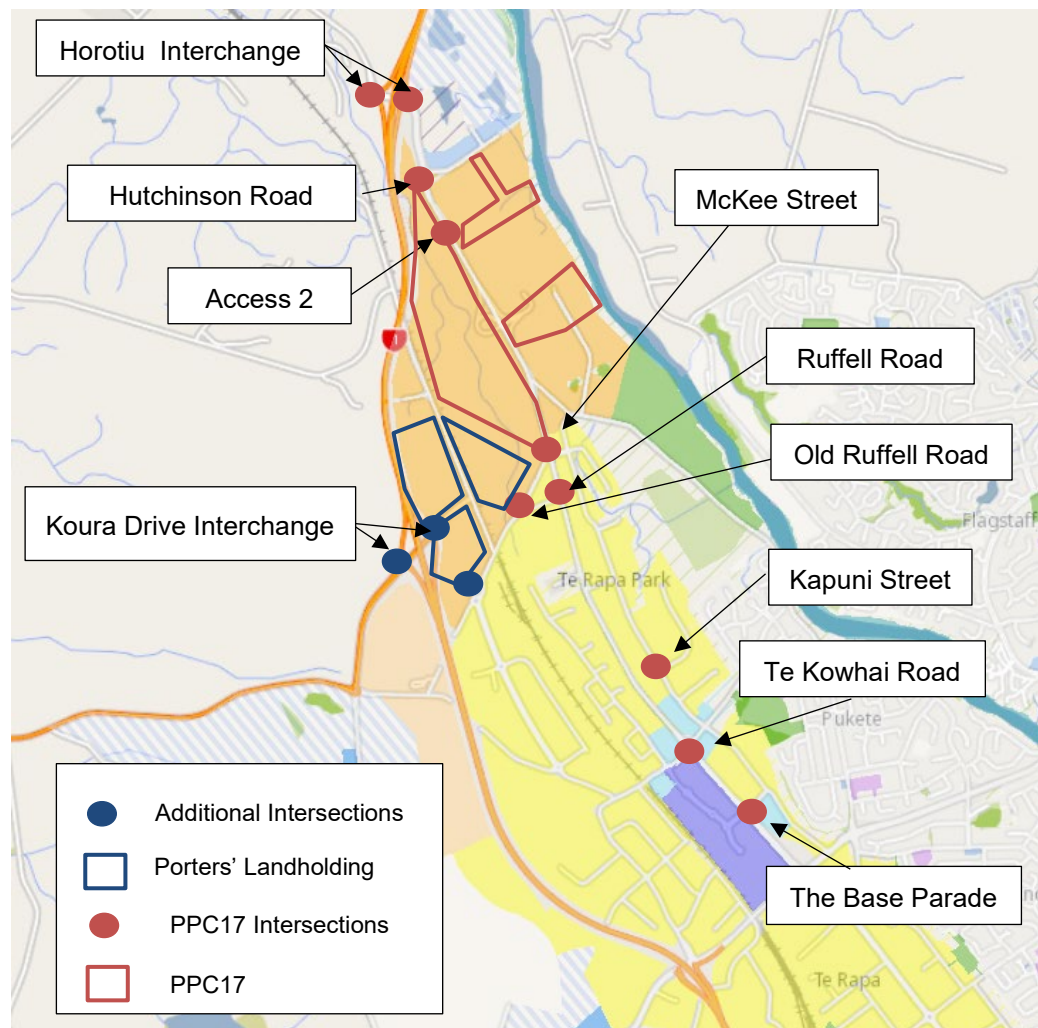 Horotiu Interchange
Hutchinson Road
McKee Street
Access 2
Ruffell Road
1
Old Ruffell Road
Koura Drive Interchange
Flagstaff
Te Rapa Park
Kapuni Street
Te Kowhai Road
Pukete
Additional Intersections
Porters’ Landholding
The Base Parade
PPC17 Intersections
PPC17
Te Rapa